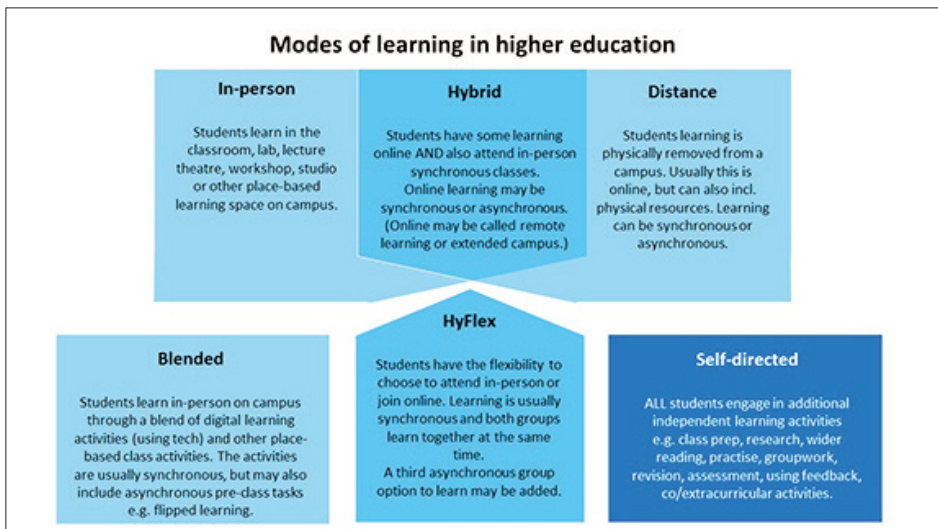 Modes of learning in higher education
In-person
Students learn in the
classroom, lab, lecture
theatre, workshop, studio
or other place-based
learning space on campus.
Hybrid
Students have some learning
online AND also attend in-person
synchronous classes.
Online learning may be
synchronous or asynchronous.
(Online may be called remote
learning or extended campus.)
Distance
Students learning is
physically removed from a
campus. Usually this is
online, but can also incl.
physical resources. Learning
can be synchronous or
asynchronous.
Blended
Students learn in-person on campus
through a blend of digital learning
activities (using tech) and other place-
based class activities. The activities
are usually synchronous, but may also
include asynchronous pre-class tasks
e.g. flipped learning.
HyFlex
Students have the flexibility to
choose to attend in-person or
join online. Learning is usually
synchronous and both groups
learn together at the same
time.
A third asynchronous group
option to learn may be added.
Self-directed
ALL students engage in additional
independent learning activities
e.g. class prep, research, wider
reading, practise, groupwork,
revision, assessment, using feedback,
co/extracurricular activities.